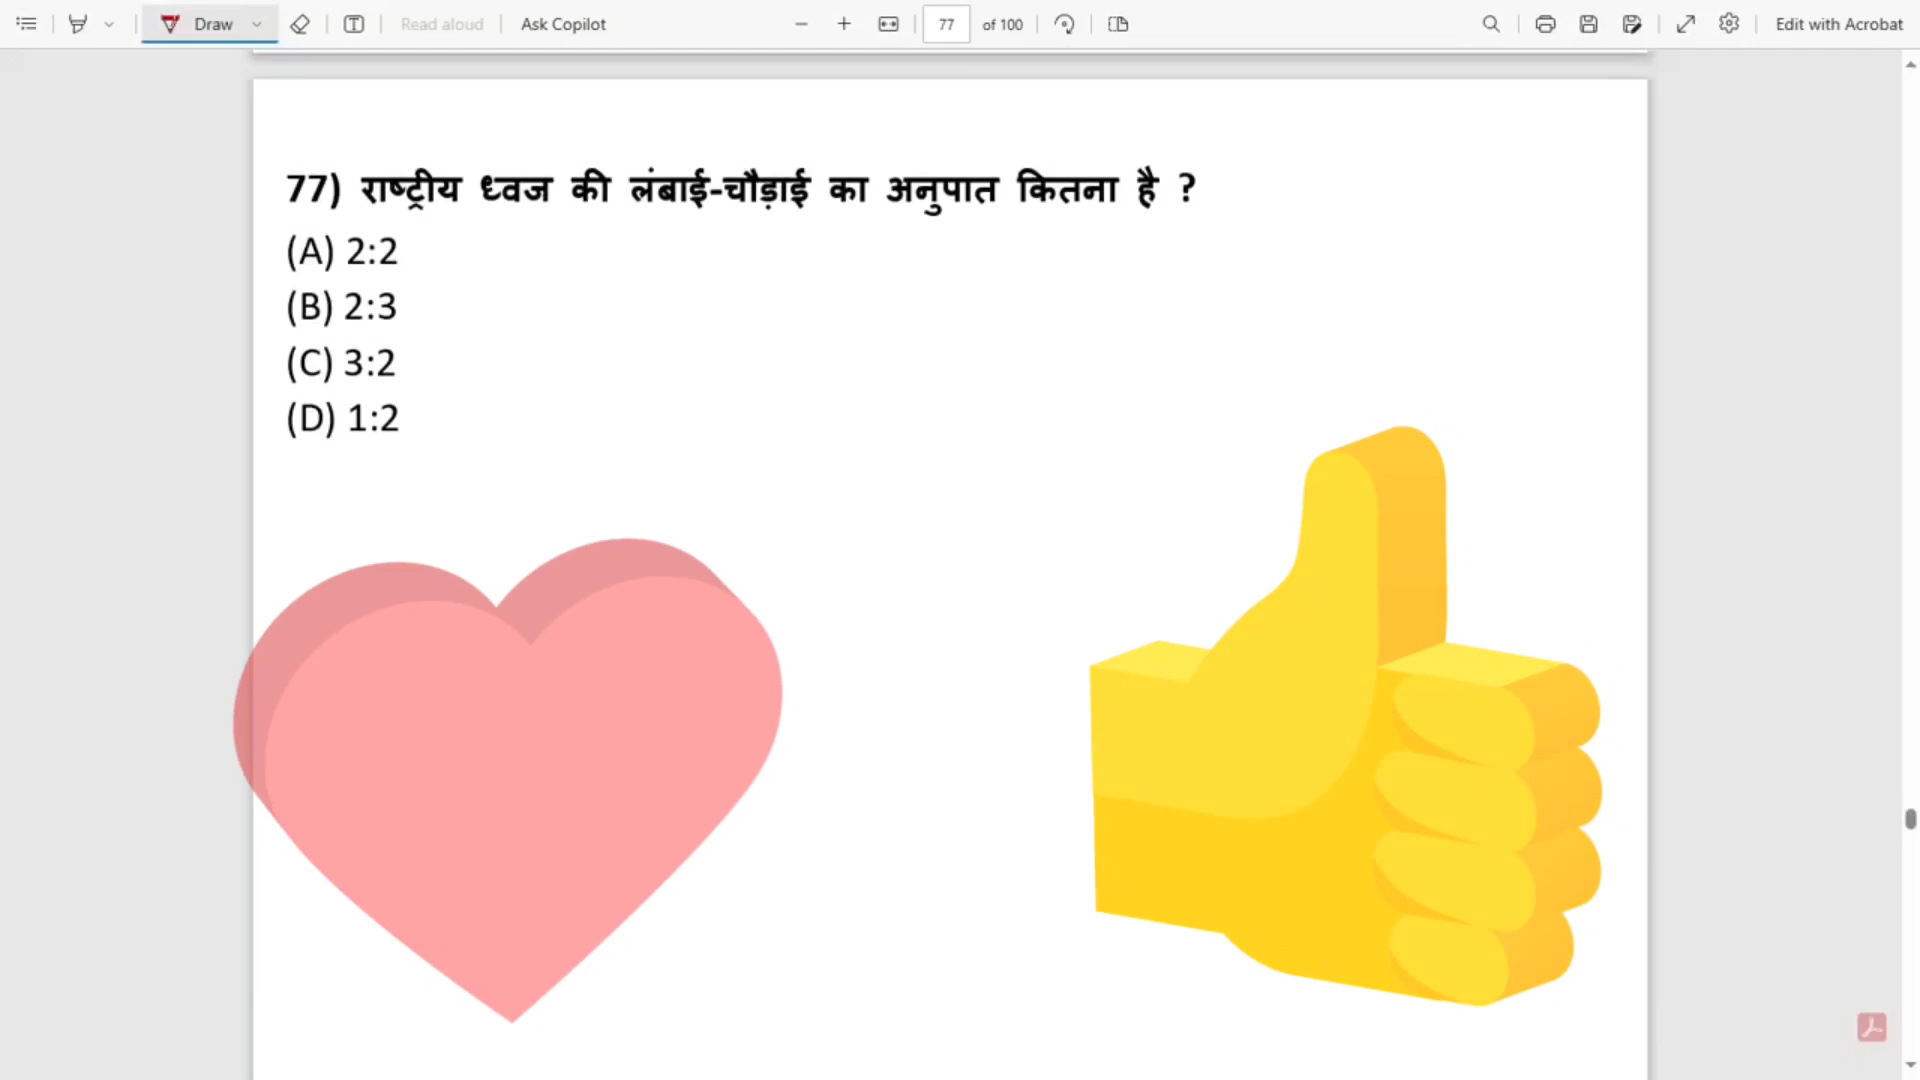 Draw
Read aloud
Ask Copilot
77
of 100
Edit with Acrobat
77) राष्ट्रीय ध्वज की लंबाई-चौड़ाई का अनुपात कितना है ?
(A) 2:2
(B) 2:3
(C) 3:2
(D) 1:2